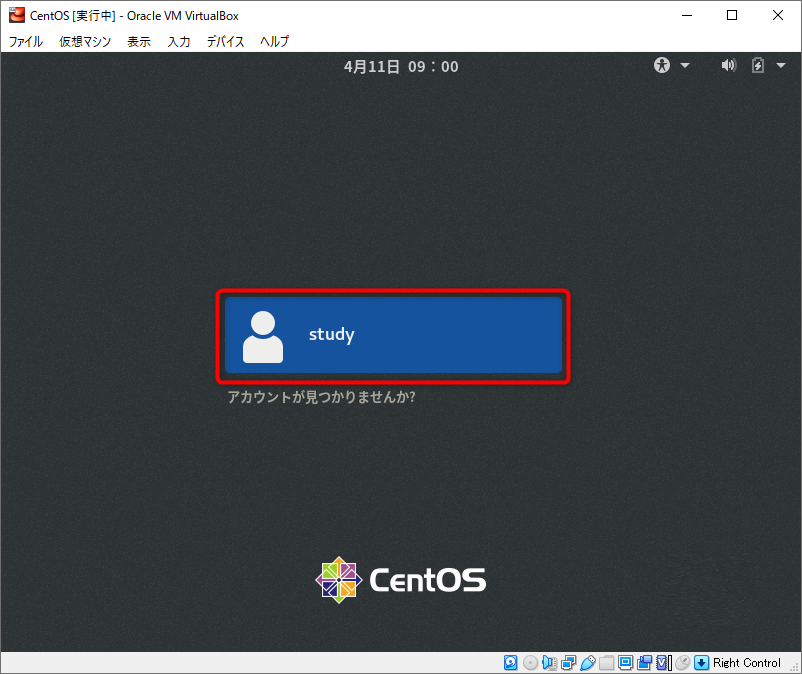 CentOS [実行中] - Oracle VM VirtualBox
ファイル 仮想マシン 表示 入力 デバイス ヘルプ
4月11日 09：00
study
アカウントが見つかりませんか?
CentOS
Right Control